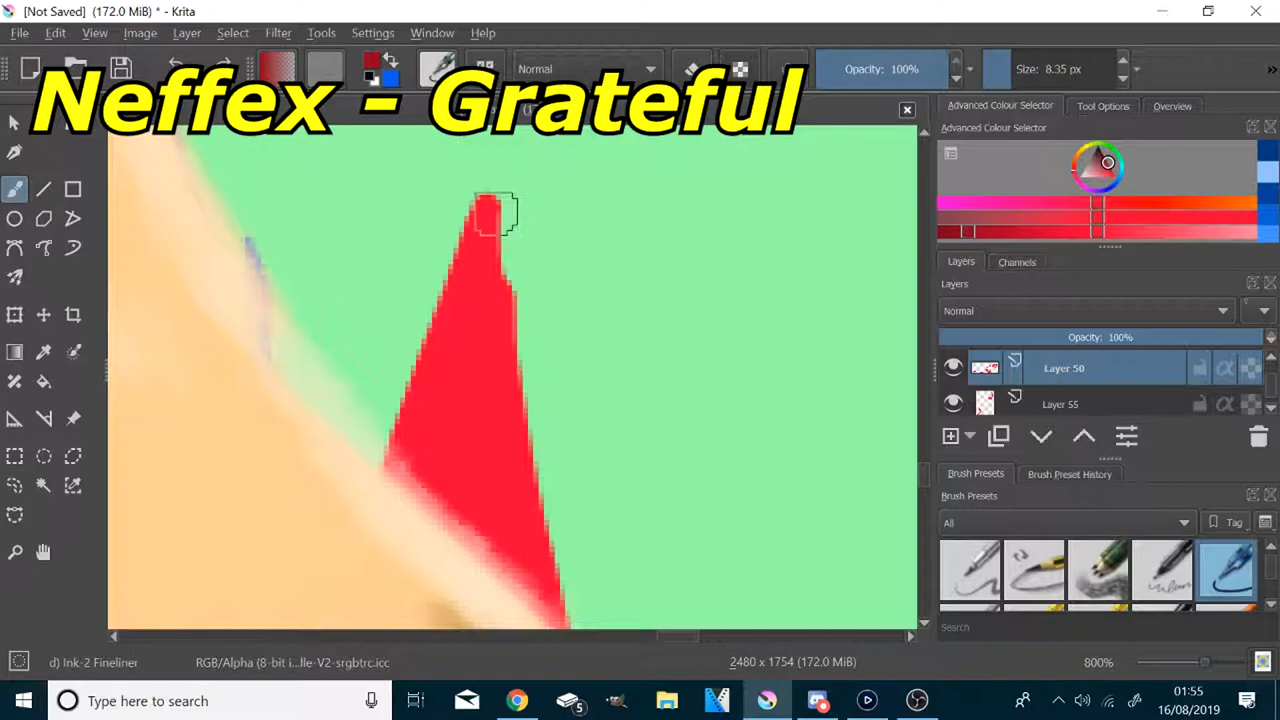 [Not Saved] (172.0 MiB) * - Krita
File Edit View Image Layer Select Filter Tools Settings Window Help
Normal Opacity: 100% Size: 8.35 px
Neffex - Grateful
Advanced Colour Selector Tool Options Overview
Advanced Colour Selector
Layers Channels
Layers
Normal
Opacity: 100%
Layer 50
Layer 55
Brush Presets Brush Preset History
Brush Presets
All Tag
Search
d) Ink-2 Fineliner RGB/Alpha (8-bit i...lle-V2-srgbtrc.icc 2480 x 1754 (172.0 MiB) 800%
Type here to search 5 01:55
16/08/2019